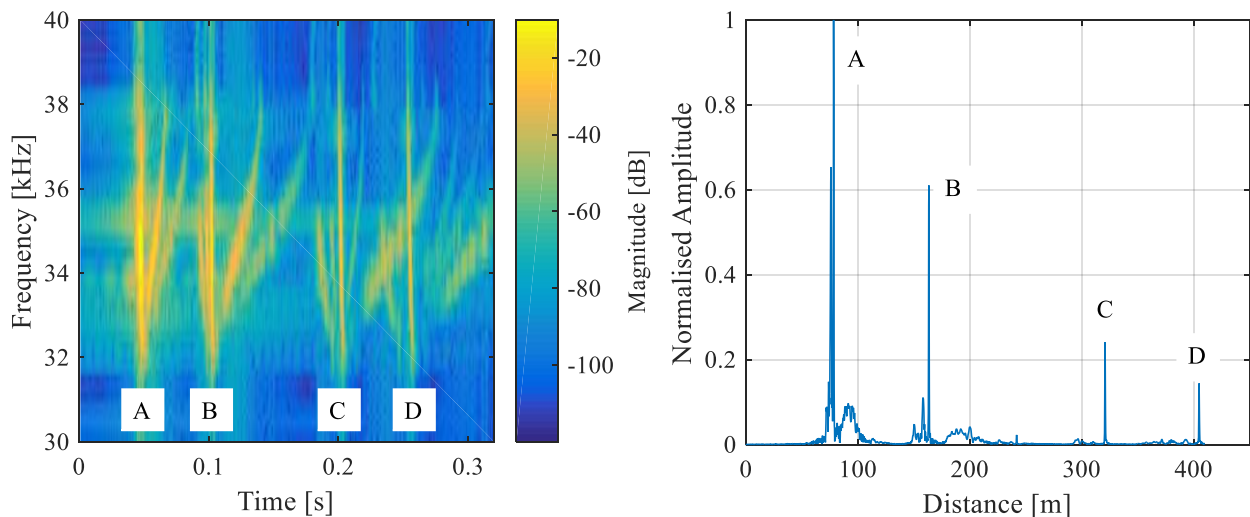 40
38
36
34
32
30
Frequency [kHz]
A
B
C
D
0
0.1
0.2
0.3
Time [s]
-20
-40
-60
-80
-100
Magnitude [dB]
1
0.8
0.6
0.4
0.2
0
Normalised Amplitude
A
B
C
D
0
100
200
300
400
Distance [m]